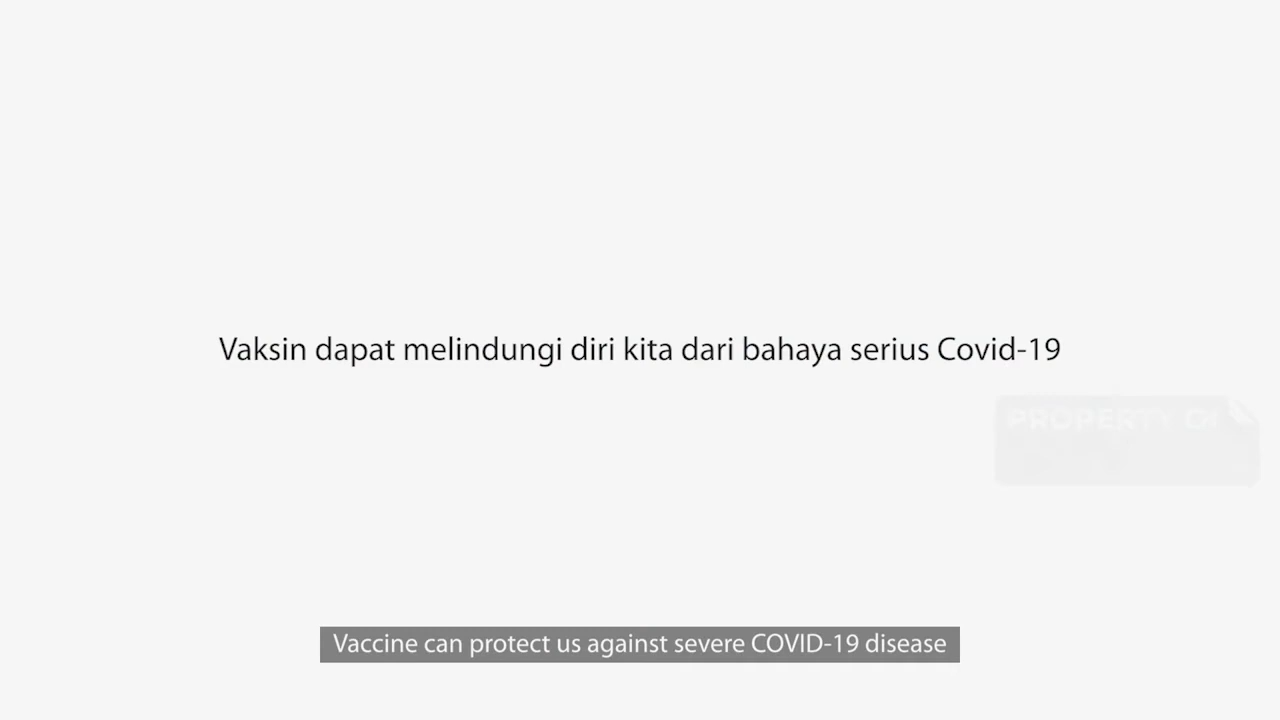 Vaksin dapat melindungi diri kita dari bahaya serius Covid-19
PROPERTY
Vaccine can protect us against severe COVID-19 disease